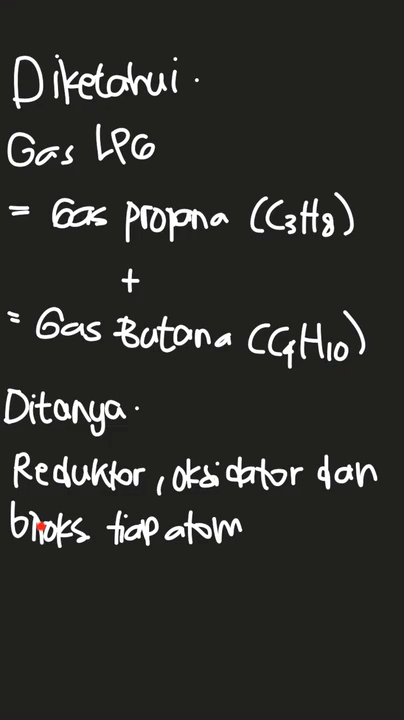 Diketahui.
Gas LPG
= Gas propana (C3H8)
+
= Gas Butana (C4H10)
Ditanya.
Reduktor, oksidator dan
biloks tiap atom